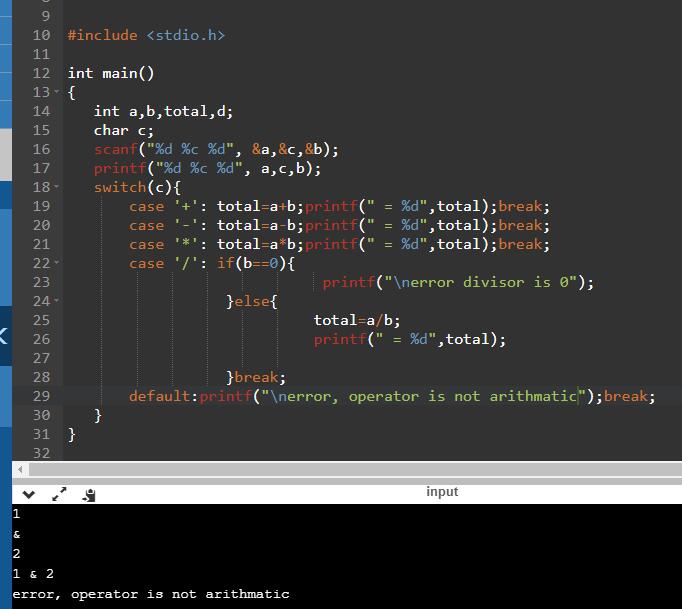 9
10 #include <stdio.h>
11
12 int main()
13 {
14 int a,b,total,d;
15 char c;
16 scanf("%d %c %d", &a,&c,&b);
17 printf("%d %c %d", a,c,b);
18 switch(c){
19 case '+': total=a+b;printf(" = %d",total);break;
20 case '-': total=a-b;printf(" = %d",total);break;
21 case '*': total=a*b;printf(" = %d",total);break;
22 case '/': if(b==0){
23 printf("\nerror divisor is 0");
24 }else{
25 total=a/b;
26 printf(" = %d",total);
27
28 }break;
29 default:printf("\nerror, operator is not arithmatic");break;
30 }
31 }
32
input
1
&
2
1 & 2
error, operator is not arithmatic